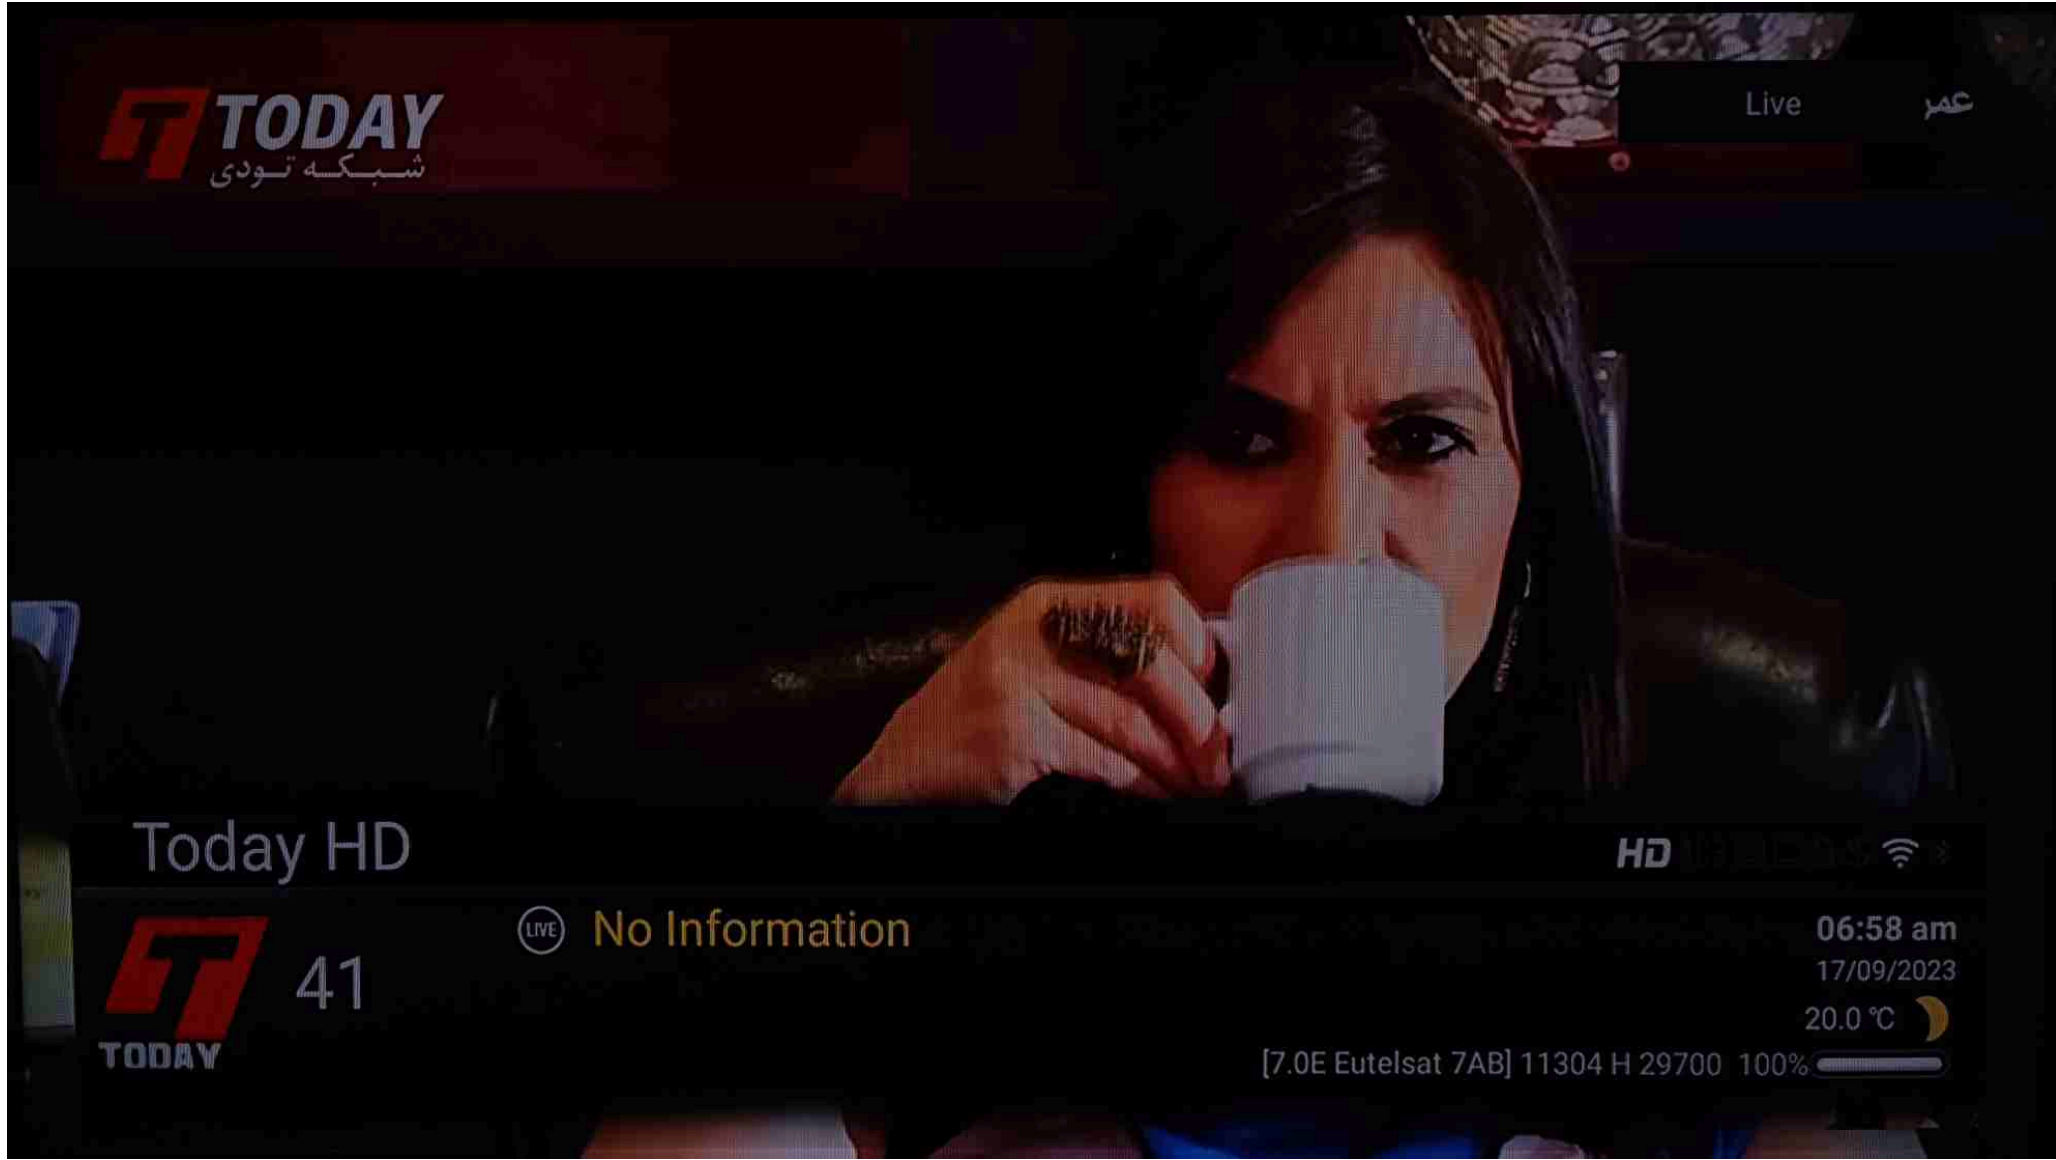 TODAY
شبکه تودی
Live
عمر
Today HD
HD
41
LIVE
No Information
06:58 am
17/09/2023
20.0 °C
TODAY
[7.0E Eutelsat 7AB] 11304 H 29700 100%